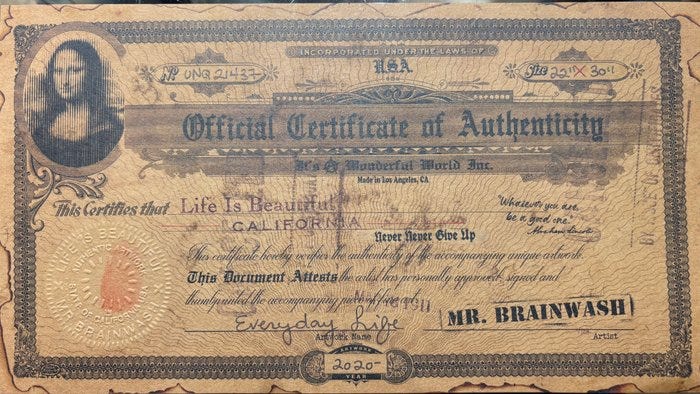 INCORPORATED UNDER THE LAWS OF
U.S.A.
Nº UNQ 21437
Size 22" X 30"
Official Certificate of Authenticity
It's A Wonderful World Inc.
Made in Los Angeles, CA
This Certifies that Life Is Beautiful
CALIFORNIA
"Whatever you are,
be a good one."
Abraham Lincoln
Never Never Give Up
This certificate hereby verifies the authenticity of the accompanying unique artwork.
This Document Attests the artist has personally approved, signed and
thumbprinted the accompanying piece of fine art:
1911
Everyday Life
Artwork Name
MR. BRAINWASH
Artist
ARTWORK
2020
YEAR
LIFE IS BEAUTIFUL
STATE OF CALIFORNIA USA
MR BRAINWASH